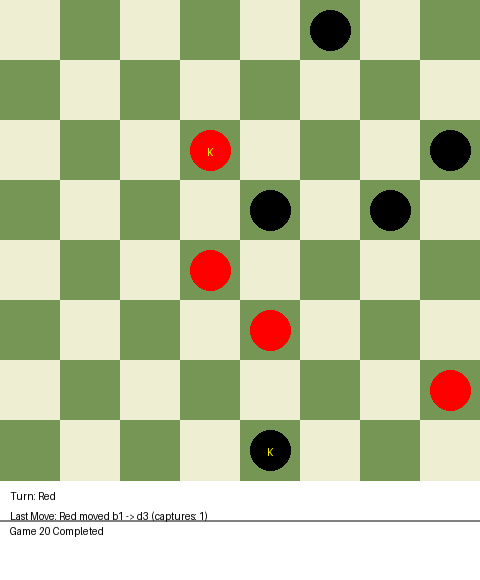 K
K
Turn: Red
Last Move: Red moved b1 -> d3 (captures: 1)
Game 20 Completed